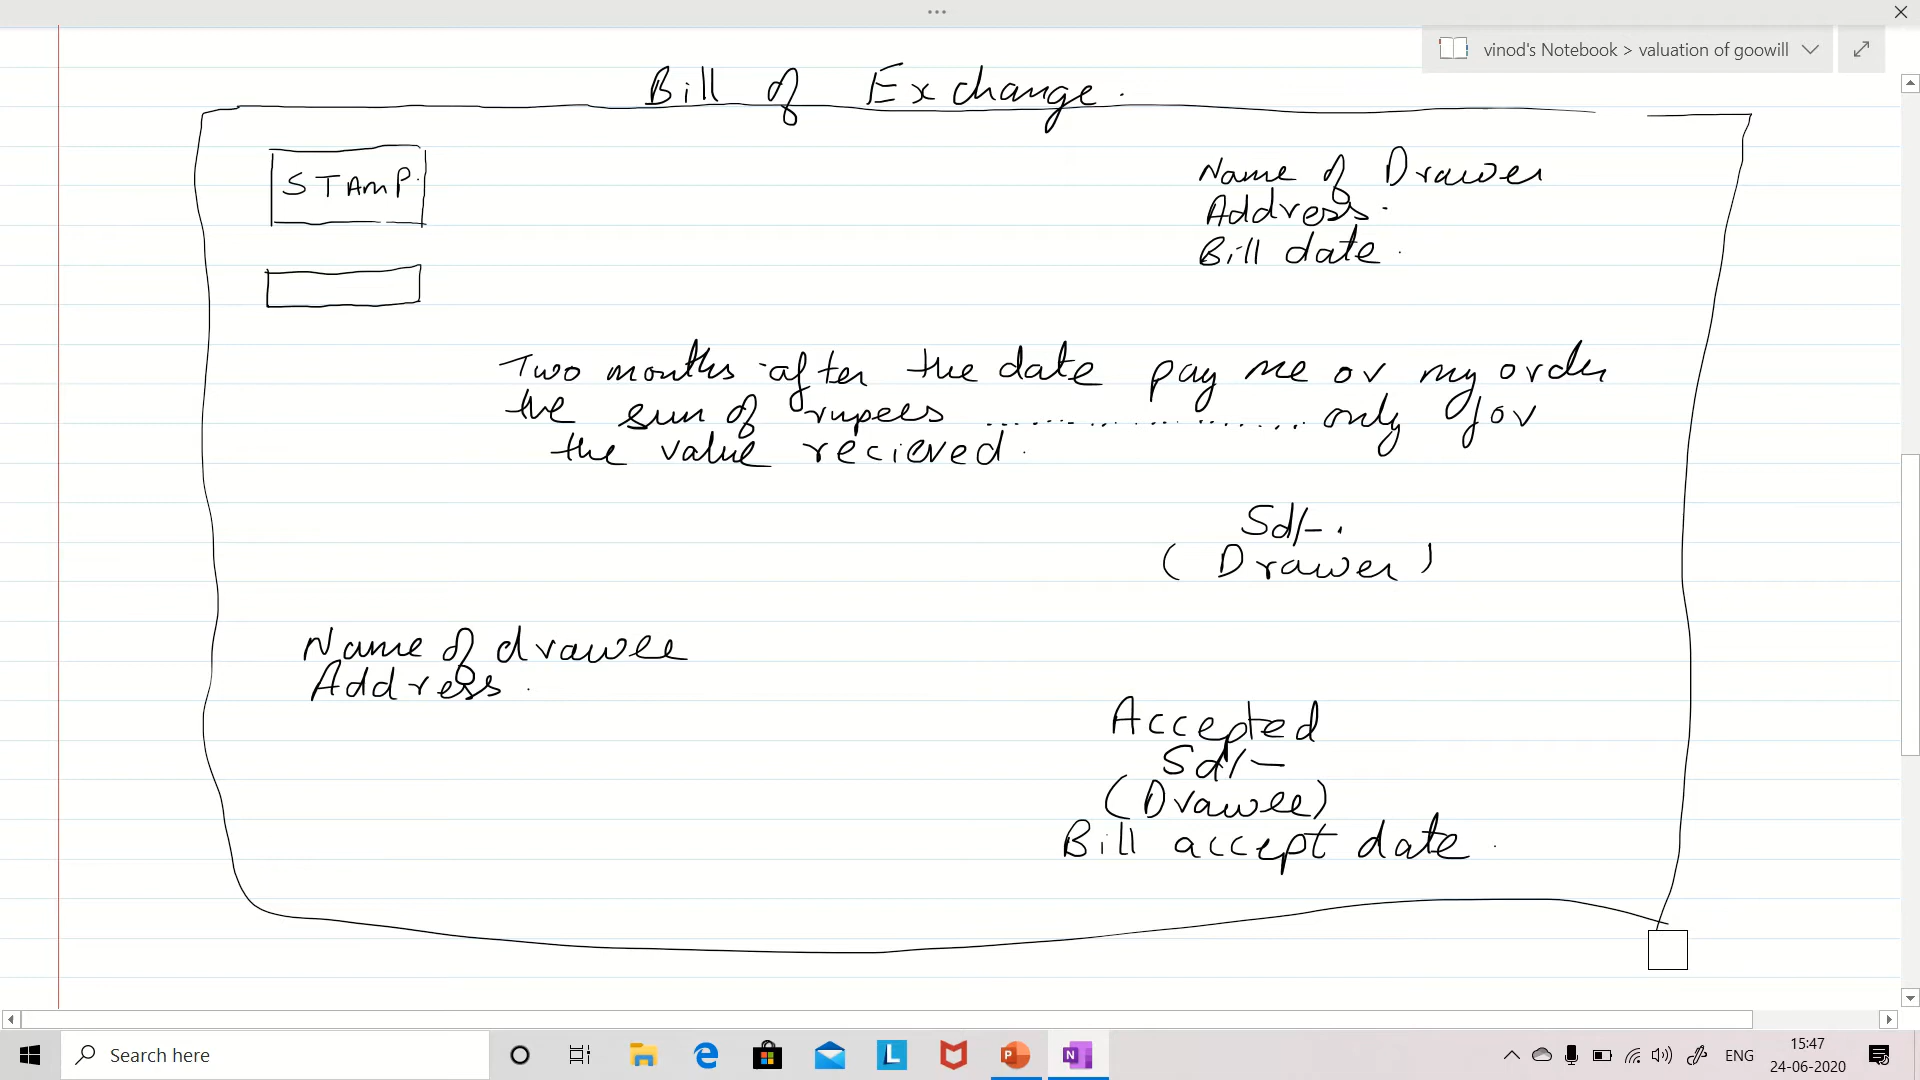 vinod's Notebook > valuation of goowill
Bill of Exchange.
STAMP.
Name of Drawer
Address.
Bill date.
Two months after the date pay me or my order
the sum of rupees ........................ only for
the value recieved.
Sd/-.
(Drawer)
Name of drawee
Address.
Accepted
Sd/-
(Drawee)
Bill accept date.
Search here
ENG
15:47
24-06-2020